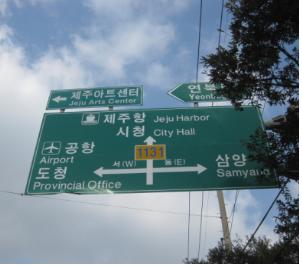 제주아트센터
Jeju Arts Center
연북
Yeon
제주항 Jeju Harbor
시청 City Hall
1131
공항
Airport
서(W) 동(E)
도청
Provincial Office
삼양
Samyang